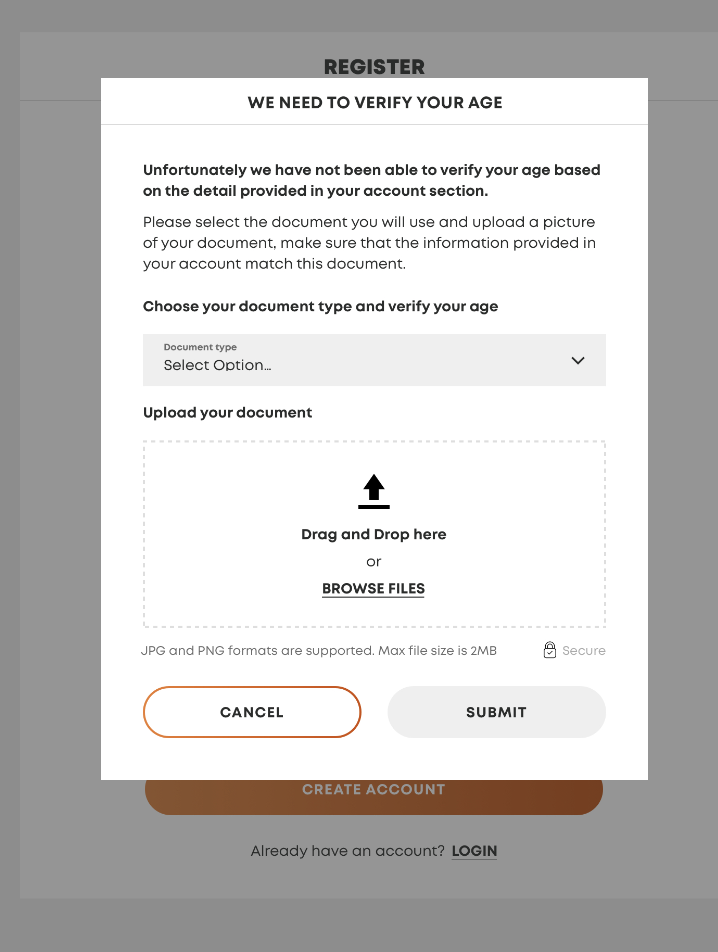 REGISTER
WE NEED TO VERIFY YOUR AGE
Unfortunately we have not been able to verify your age based
on the detail provided in your account section.
Please select the document you will use and upload a picture
of your document, make sure that the information provided in
your account match this document.
Choose your document type and verify your age
Document type
Select Option...
Upload your document
Drag and Drop here
or
BROWSE FILES
JPG and PNG formats are supported. Max file size is 2MB
Secure
CANCEL
SUBMIT
CREATE ACCOUNT
Already have an account? LOGIN